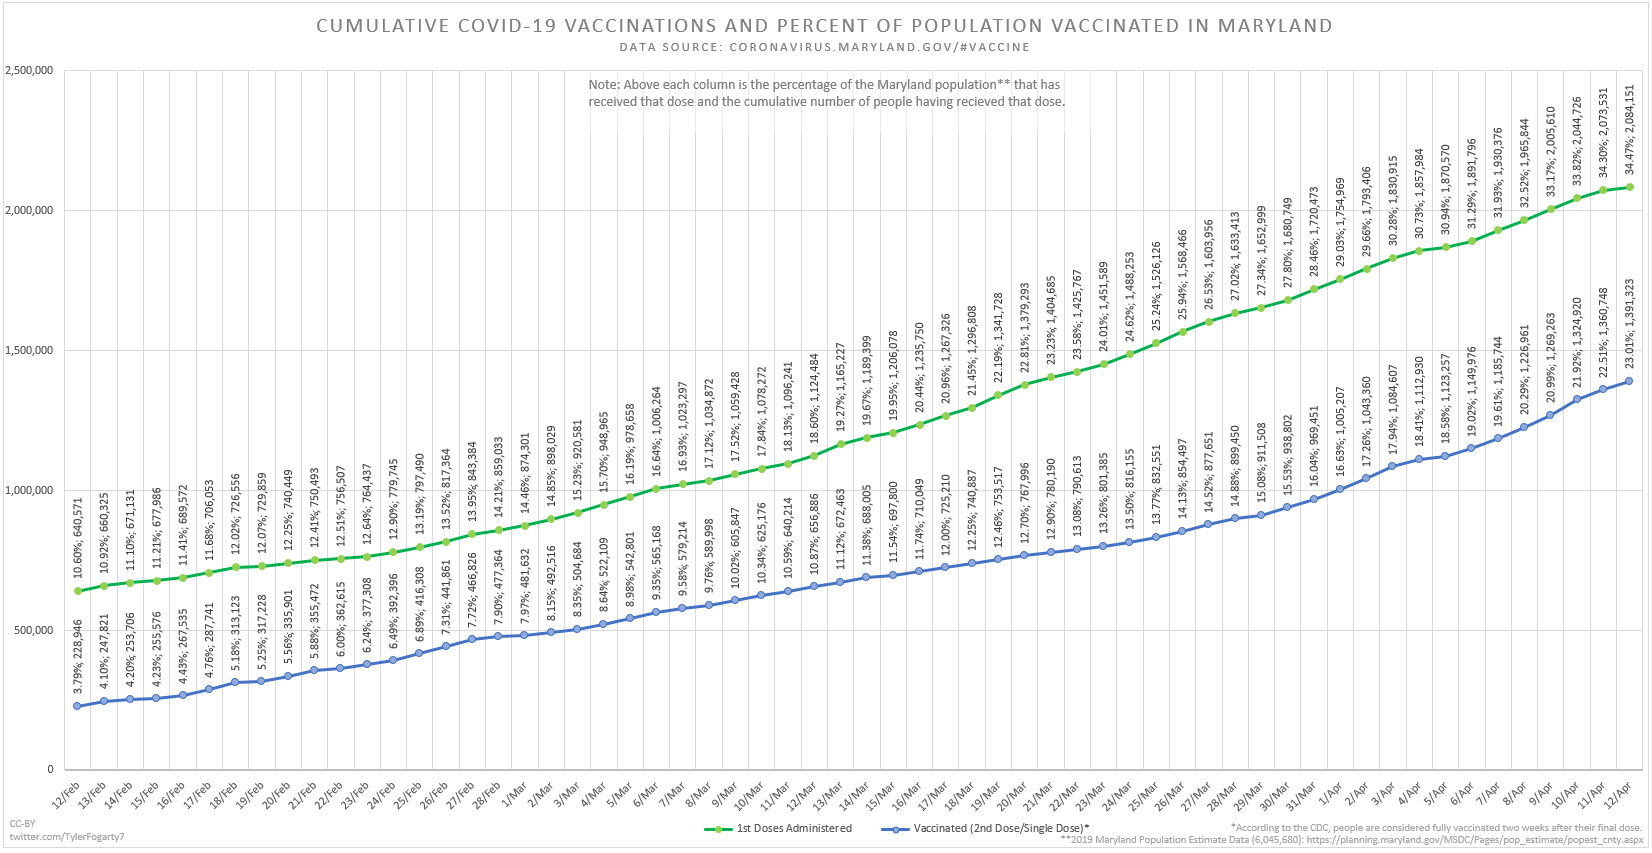 CUMULATIVE COVID-19 VACCINATIONS AND PERCENT OF POPULATION VACCINATED IN MARYLAND
DATA SOURCE: CORONAVIRUS.MARYLAND.GOV/#VACCINE
Note: Above each column is the percentage of the Maryland population** that has
received that dose and the cumulative number of people having recieved that dose.
2,500,000
2,000,000
1,500,000
1,000,000
500,000
0
10.60%; 640,571
10.92%; 660,325
11.10%; 671,131
11.21%; 677,986
11.41%; 689,572
11.68%; 706,053
12.02%; 726,556
12.07%; 729,859
12.25%; 740,449
12.41%; 750,493
12.51%; 756,507
12.64%; 764,437
12.90%; 779,745
13.19%; 797,490
13.52%; 817,364
13.95%; 843,384
14.21%; 859,033
14.46%; 874,301
14.85%; 898,029
15.23%; 920,581
15.70%; 948,965
16.19%; 978,658
16.64%; 1,006,264
16.93%; 1,023,297
17.12%; 1,034,872
17.52%; 1,059,428
17.84%; 1,078,272
18.13%; 1,096,241
18.60%; 1,124,484
19.27%; 1,165,227
19.67%; 1,189,399
19.95%; 1,206,078
20.44%; 1,235,750
20.96%; 1,267,326
21.45%; 1,296,808
22.19%; 1,341,728
22.81%; 1,379,293
23.23%; 1,404,685
23.58%; 1,425,767
24.01%; 1,451,589
24.62%; 1,488,253
25.24%; 1,526,126
25.94%; 1,568,466
26.53%; 1,603,956
27.02%; 1,633,413
27.34%; 1,652,999
27.80%; 1,680,749
28.46%; 1,720,473
29.03%; 1,754,969
29.66%; 1,793,406
30.28%; 1,830,915
30.73%; 1,857,984
30.94%; 1,870,570
31.29%; 1,891,796
31.93%; 1,930,376
32.52%; 1,965,844
33.17%; 2,005,610
33.82%; 2,044,726
34.30%; 2,073,531
34.47%; 2,084,151
3.79%; 228,946
4.10%; 247,821
4.20%; 253,706
4.23%; 255,576
4.43%; 267,535
4.76%; 287,741
5.18%; 313,123
5.25%; 317,228
5.56%; 335,901
5.88%; 355,472
6.00%; 362,615
6.24%; 377,308
6.49%; 392,396
6.89%; 416,308
7.31%; 441,861
7.72%; 466,826
7.90%; 477,364
7.97%; 481,632
8.15%; 492,516
8.35%; 504,684
8.64%; 522,109
8.98%; 542,801
9.35%; 565,168
9.58%; 579,214
9.76%; 589,998
10.02%; 605,847
10.34%; 625,176
10.59%; 640,214
10.87%; 656,886
11.12%; 672,463
11.38%; 688,005
11.54%; 697,800
11.74%; 710,049
12.00%; 725,210
12.25%; 740,887
12.46%; 753,517
12.70%; 767,996
12.90%; 780,190
13.08%; 790,613
13.26%; 801,385
13.50%; 816,155
13.77%; 832,551
14.13%; 854,497
14.52%; 877,651
14.88%; 899,450
15.08%; 911,508
15.53%; 938,802
16.04%; 969,451
16.63%; 1,005,207
17.26%; 1,043,360
17.94%; 1,084,607
18.41%; 1,112,930
18.58%; 1,123,257
19.02%; 1,149,976
19.61%; 1,185,744
20.29%; 1,226,961
20.99%; 1,269,263
21.92%; 1,324,920
22.51%; 1,360,748
23.01%; 1,391,323
12/Feb
13/Feb
14/Feb
15/Feb
16/Feb
17/Feb
18/Feb
19/Feb
20/Feb
21/Feb
22/Feb
23/Feb
24/Feb
25/Feb
26/Feb
27/Feb
28/Feb
1/Mar
2/Mar
3/Mar
4/Mar
5/Mar
6/Mar
7/Mar
8/Mar
9/Mar
10/Mar
11/Mar
12/Mar
13/Mar
14/Mar
15/Mar
16/Mar
17/Mar
18/Mar
19/Mar
20/Mar
21/Mar
22/Mar
23/Mar
24/Mar
25/Mar
26/Mar
27/Mar
28/Mar
29/Mar
30/Mar
31/Mar
1/Apr
2/Apr
3/Apr
4/Apr
5/Apr
6/Apr
7/Apr
8/Apr
9/Apr
10/Apr
11/Apr
12/Apr
CC-BY
twitter.com/TylerFogarty7
1st Doses Administered
Vaccinated (2nd Dose/Single Dose)*
*According to the CDC, people are considered fully vaccinated two weeks after their final dose.
**2019 Maryland Population Estimate Data (6,045,680): https://planning.maryland.gov/MSDC/Pages/pop_estimate/popest_cnty.aspx